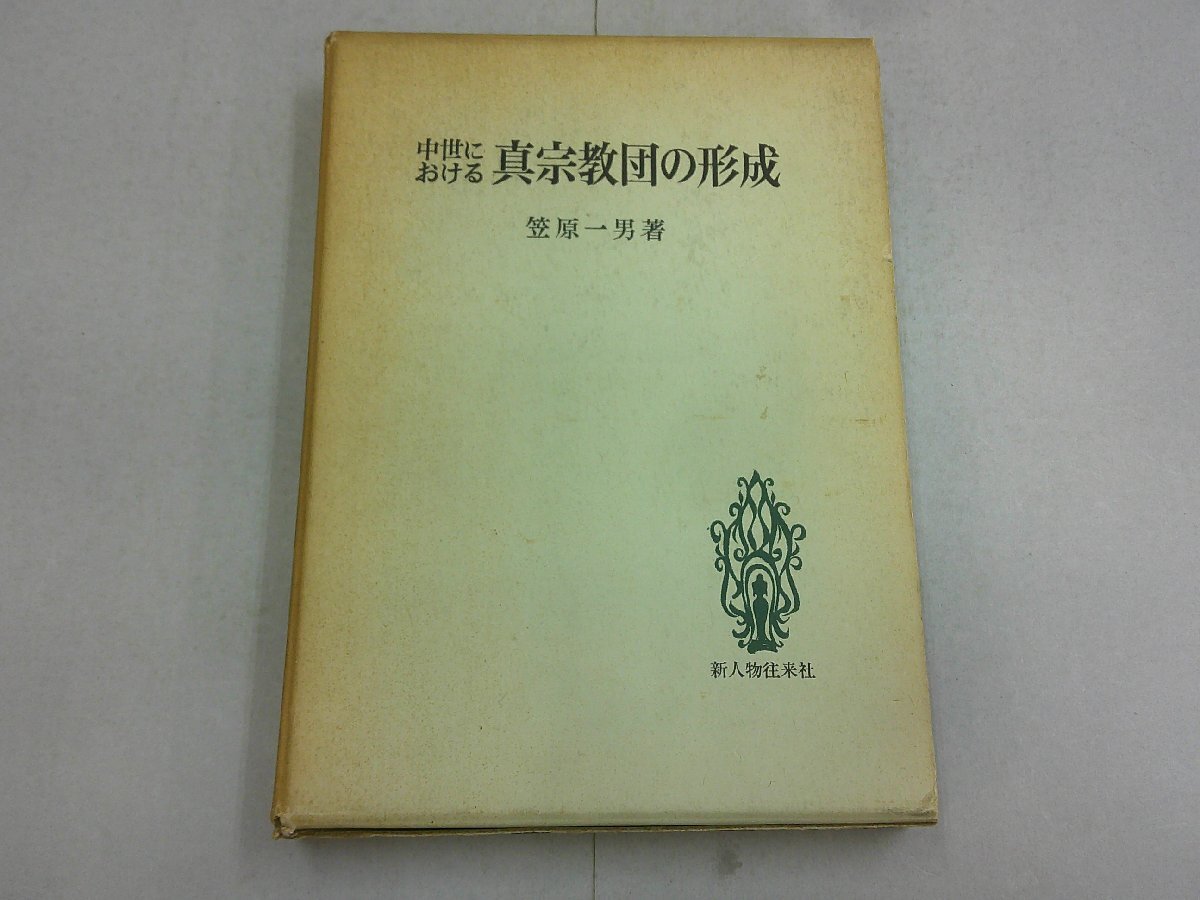 中世における 真宗教団の形成
笠原一男著
新人物往来社